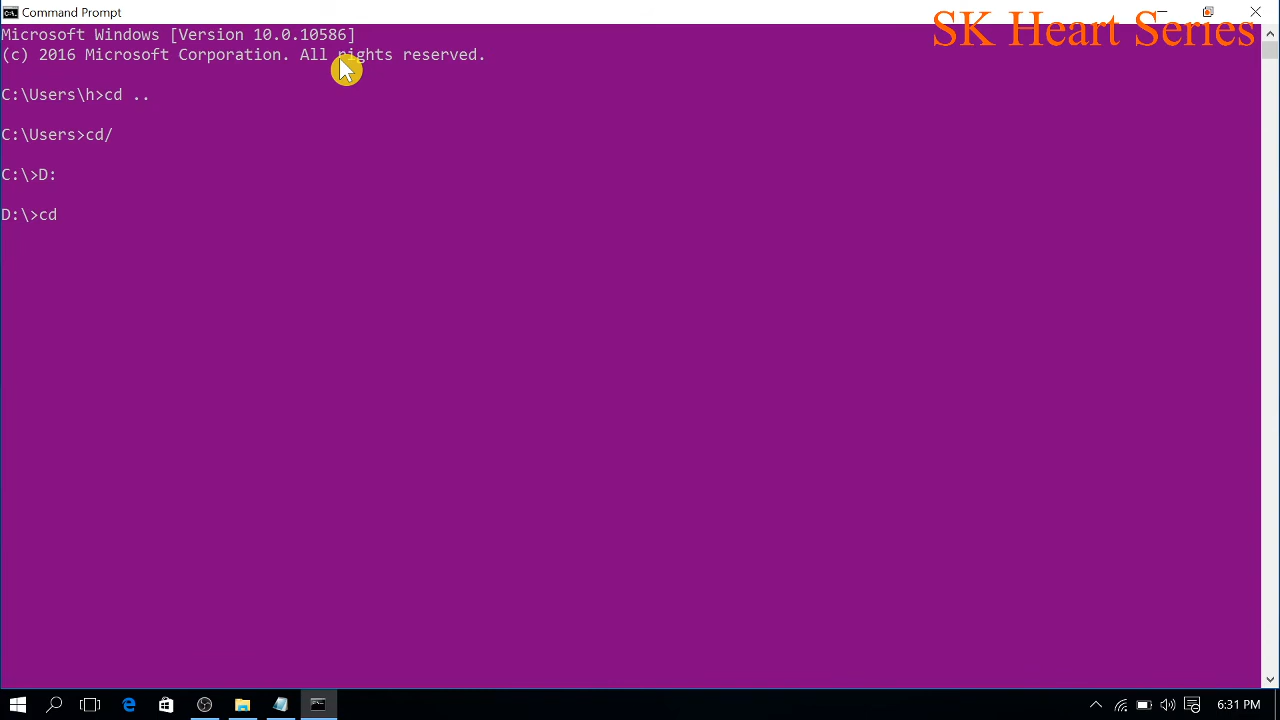 Command Prompt
SK Heart Series
Microsoft Windows [Version 10.0.10586]
(c) 2016 Microsoft Corporation. All rights reserved.
C:\Users\h>cd ..
C:\Users>cd/
C:\>D:
D:\>cd
6:31 PM